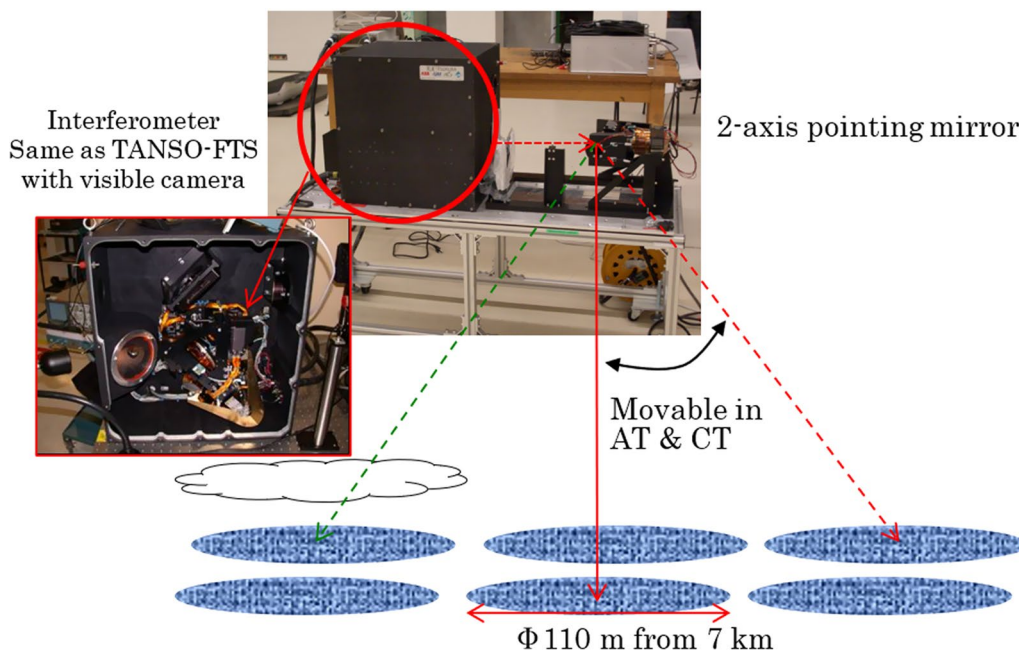 Interferometer
Same as TANSO-FTS
with visible camera
2-axis pointing mirror
Movable in
AT & CT
Φ110 m from 7 km